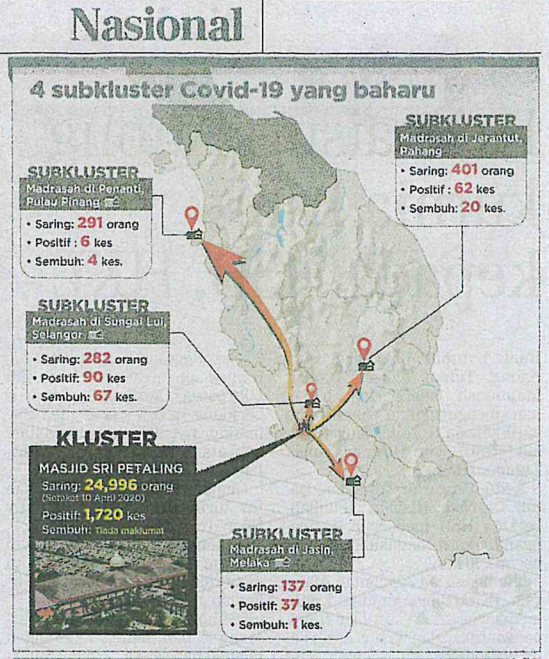 Nasional
4 subkluster Covid-19 yang baharu
SUBKLUSTER
Madrasah di Jerantut,
Pahang
• Saring: 401 orang
• Positif : 62 kes
• Sembuh: 20 kes.
SUBKLUSTER
Madrasah di Penanti,
Pulau Pinang
• Saring: 291 orang
• Positif : 6 kes
• Sembuh: 4 kes.
SUBKLUSTER
Madrasah di Sungai Lui,
Selangor
• Saring: 282 orang
• Positif: 90 kes
• Sembuh: 67 kes.
KLUSTER
MASJID SRI PETALING
Saring: 24,996 orang
(Setakat 10 April 2020)
Positif: 1,720 kes
Sembuh: Tiada maklumat
SUBKLUSTER
Madrasah di Jasin,
Melaka
• Saring: 137 orang
• Positif: 37 kes
• Sembuh: 1 kes.